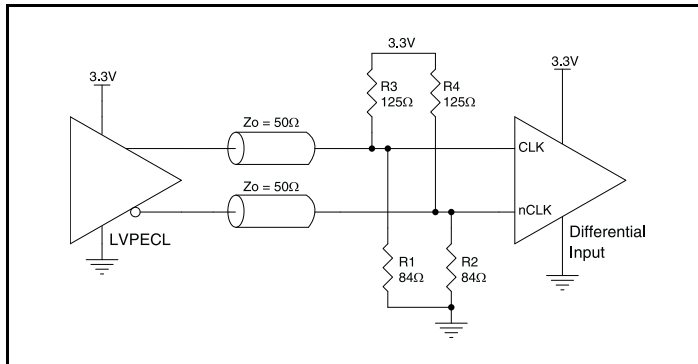 3.3V
3.3V
3.3V
R3
125Ω
R4
125Ω
Zo = 50Ω
CLK
Zo = 50Ω
nCLK
LVPECL
Differential
Input
R1
84Ω
R2
84Ω